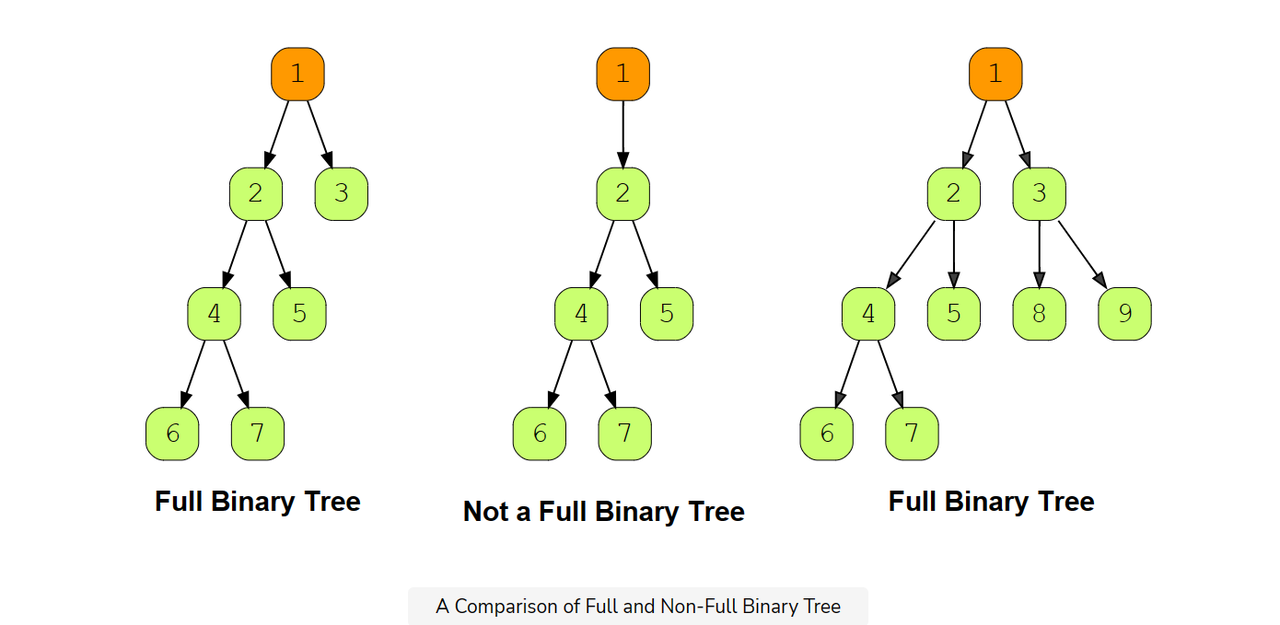 1 1 1
2 3 2 2 3
4 5 4 5 4 5 8 9
6 7 6 7 6 7
Full Binary Tree
Not a Full Binary Tree
Full Binary Tree
A Comparison of Full and Non-Full Binary Tree